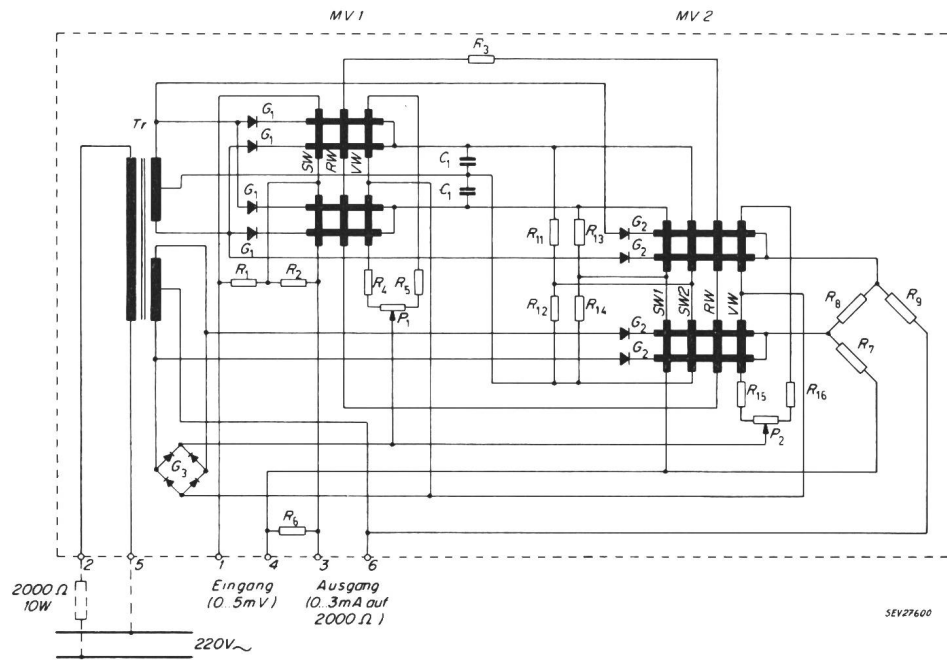 MV 1
MV 2
R3
G1
Tr
G1
SW
RW
VW
C1
C1
G1
G1
R11
R13
G2
G2
R1
R2
R4
R5
R12
R14
SW1
SW2
RW
VW
R8
R9
P1
G2
G2
R7
R15
R16
P2
G3
R6
2
5
1
4
3
6
2000 Ω
10W
Eingang
(0...5mV)
Ausgang
(0...3mA auf
2000 Ω)
220V~
SEV27600